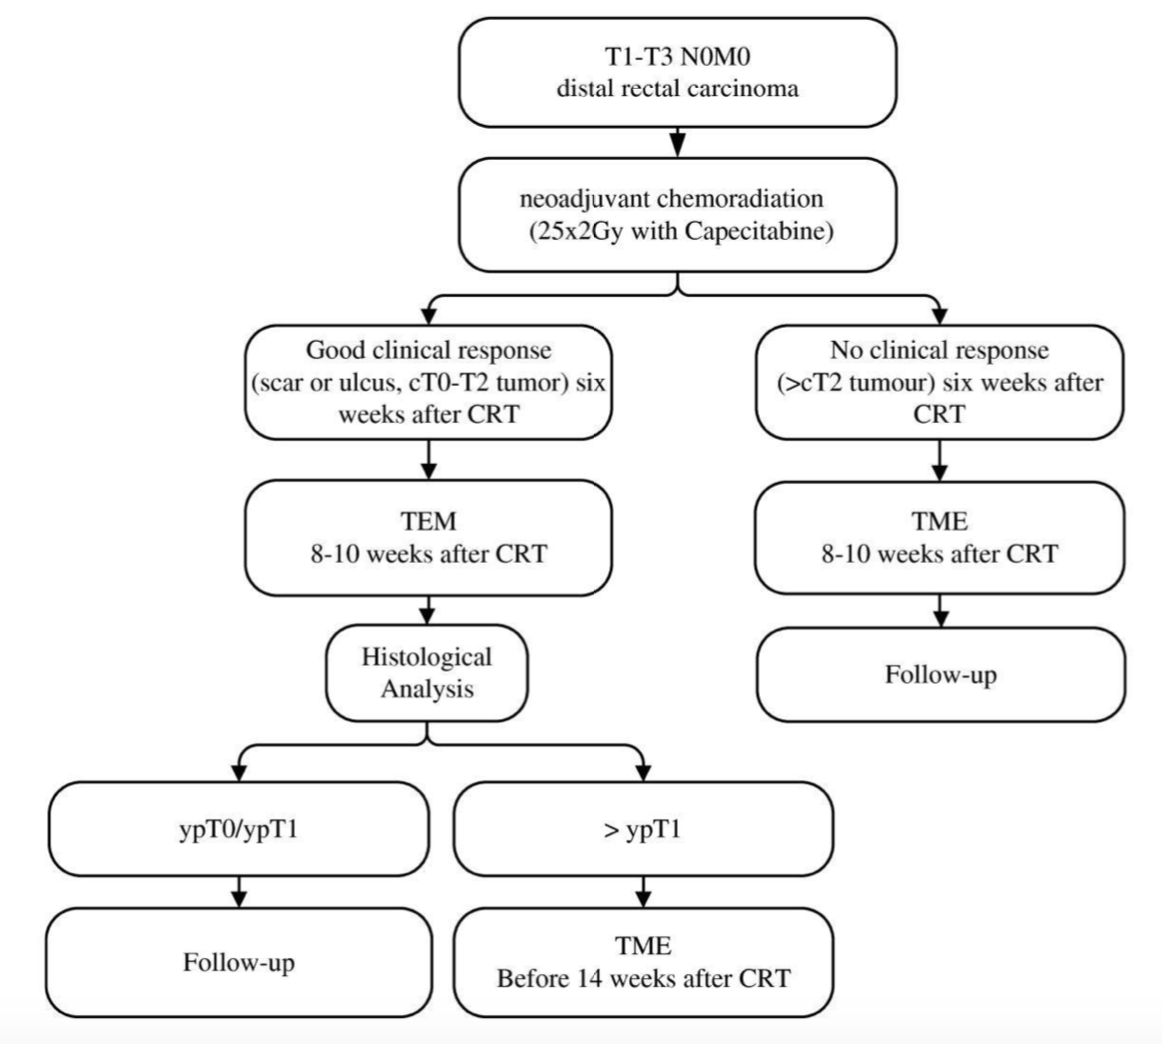 T1-T3 N0M0
distal rectal carcinoma
neoadjuvant chemoradiation
(25x2Gy with Capecitabine)
Good clinical response
(scar or ulcus, cT0-T2 tumor) six
weeks after CRT
No clinical response
(>cT2 tumour) six weeks after
CRT
TEM
8-10 weeks after CRT
TME
8-10 weeks after CRT
Histological
Analysis
Follow-up
ypT0/ypT1
> ypT1
Follow-up
TME
Before 14 weeks after CRT